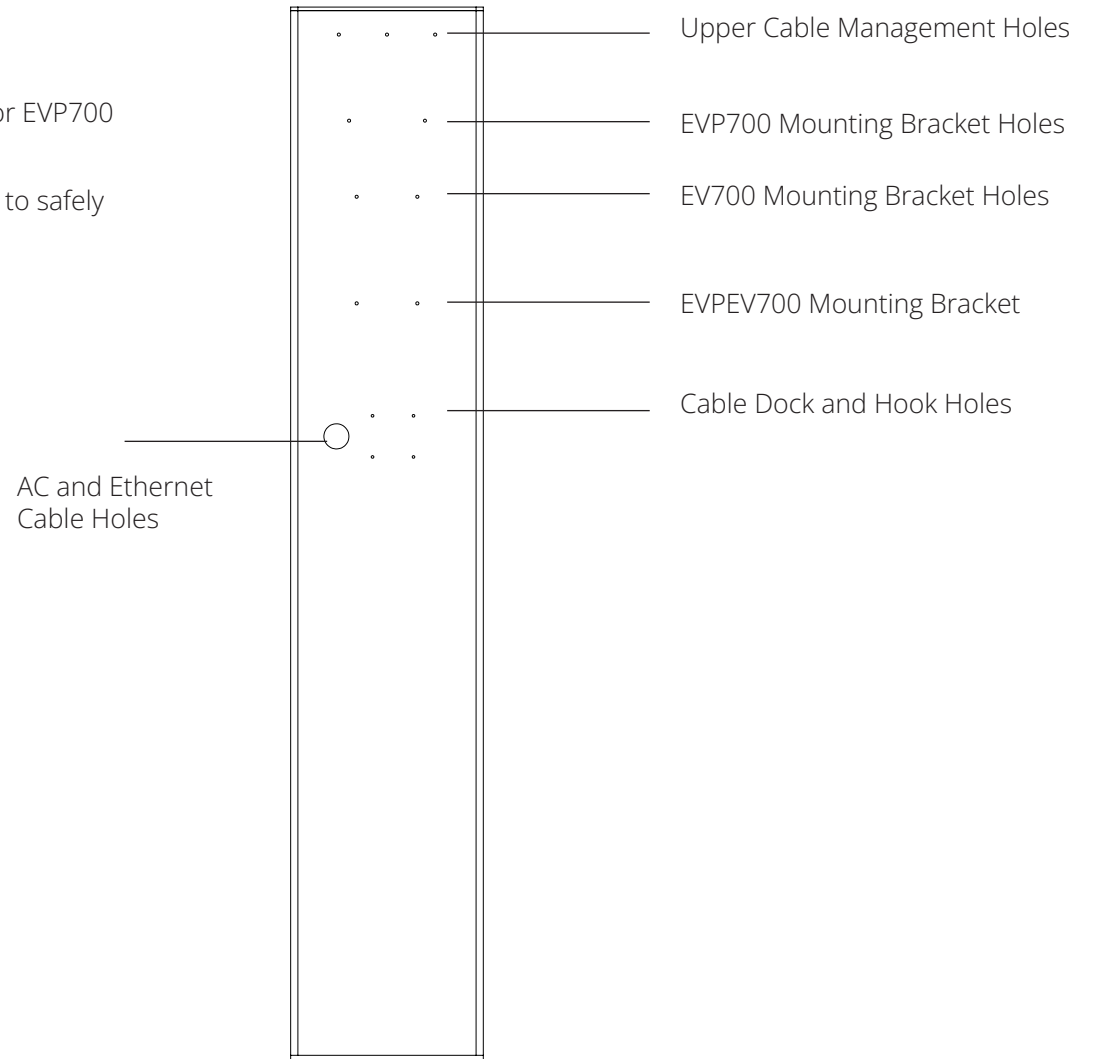 Upper Cable Management Holes
or EVP700
EVP700 Mounting Bracket Holes
to safely
EV700 Mounting Bracket Holes
EVPEV700 Mounting Bracket
Cable Dock and Hook Holes
AC and Ethernet
Cable Holes